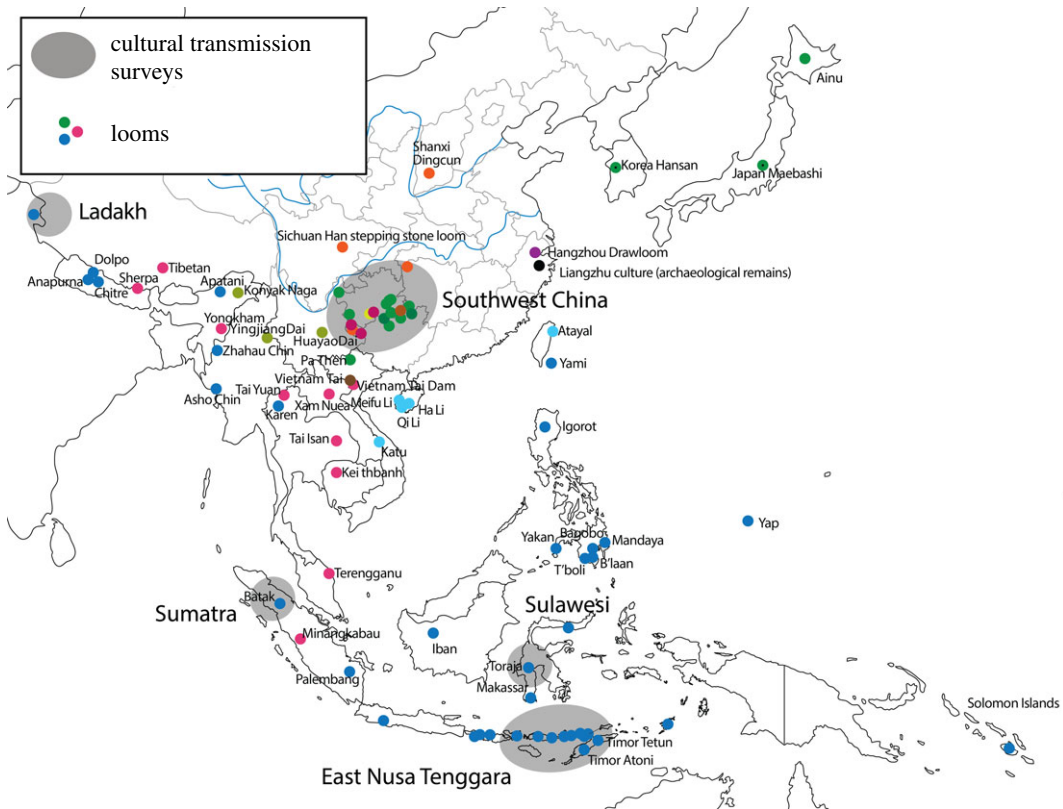 cultural transmission
surveys
looms
Ainu
Shanxi
Dingcun
Korea Hansan
Japan Maebashi
Ladakh
Sichuan Han stepping stone loom
Hangzhou Drawloom
Liangzhu culture (archaeological remains)
Dolpo
Tibetan
Anapurna
Sherpa
Chitre
Apatani
Konyak Naga
Southwest China
Yongkham
YingjiangDai
HuayaoDai
Atayal
Zhahau Chin
Pa Then
Yami
Vietnam Tai
Vietnam Tai Dam
Asho Chin
Tai Yuan
Xam Nuea
Meifu Li
Ha Li
Karen
Qi Li
Igorot
Tai Isan
Katu
Kei thbanh
Yap
Yakan
Bagobo
Mandaya
T'boli
B'laan
Terengganu
Batak
Sumatra
Sulawesi
Minangkabau
Iban
Toraja
Palembang
Makassar
Solomon Islands
Timor Tetun
Timor Atoni
East Nusa Tenggara